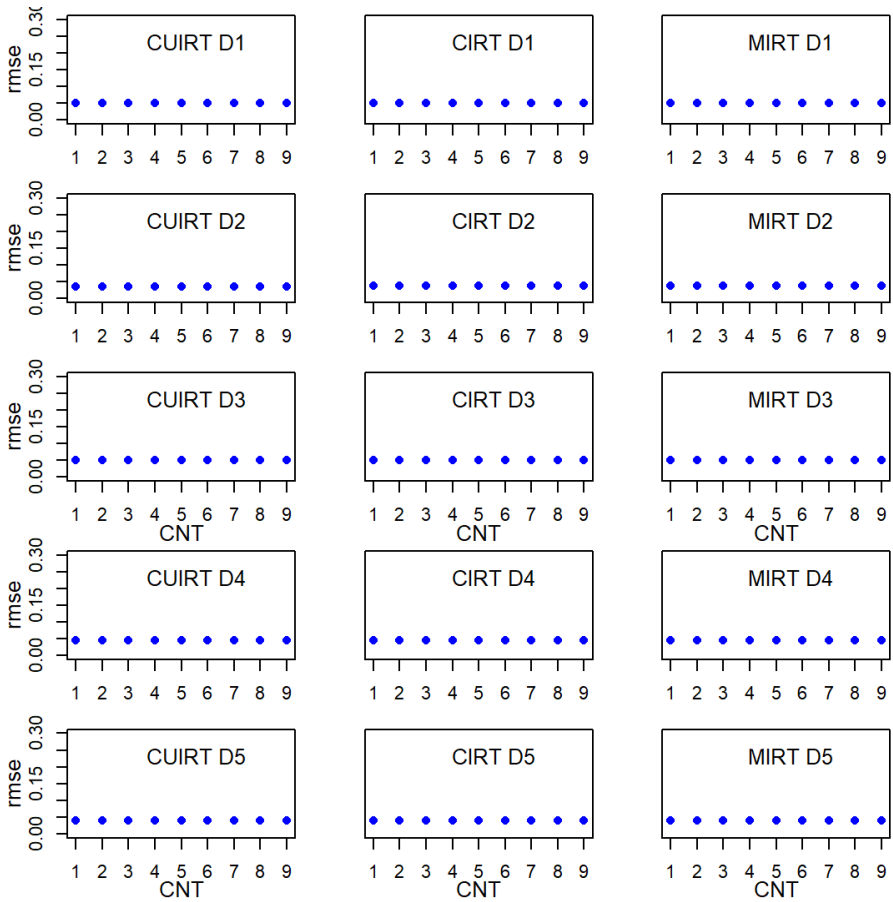 rmse 0.00 0.15 0.30 CUIRT D1 CIRT D1 MIRT D1
1 2 3 4 5 6 7 8 9 1 2 3 4 5 6 7 8 9 1 2 3 4 5 6 7 8 9
rmse 0.00 0.15 0.30 CUIRT D2 CIRT D2 MIRT D2
1 2 3 4 5 6 7 8 9 1 2 3 4 5 6 7 8 9 1 2 3 4 5 6 7 8 9
rmse 0.00 0.15 0.30 CUIRT D3 CIRT D3 MIRT D3
1 2 3 4 5 6 7 8 9 1 2 3 4 5 6 7 8 9 1 2 3 4 5 6 7 8 9
CNT CNT CNT
rmse 0.00 0.15 0.30 CUIRT D4 CIRT D4 MIRT D4
1 2 3 4 5 6 7 8 9 1 2 3 4 5 6 7 8 9 1 2 3 4 5 6 7 8 9
rmse 0.00 0.15 0.30 CUIRT D5 CIRT D5 MIRT D5
1 2 3 4 5 6 7 8 9 1 2 3 4 5 6 7 8 9 1 2 3 4 5 6 7 8 9
CNT CNT CNT